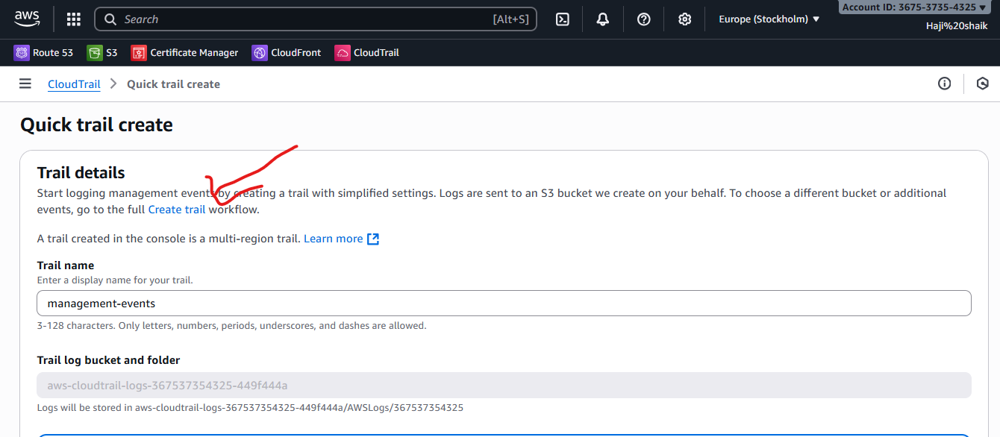 aws
Search [Alt+S]
Europe (Stockholm) ▼
Account ID: 3675-3735-4325 ▼
Haji%20shaik
Route 53 S3 Certificate Manager CloudFront CloudTrail
CloudTrail > Quick trail create
Quick trail create
Trail details
Start logging management events by creating a trail with simplified settings. Logs are sent to an S3 bucket we create on your behalf. To choose a different bucket or additional
events, go to the full Create trail workflow.
A trail created in the console is a multi-region trail. Learn more
Trail name
Enter a display name for your trail.
management-events
3-128 characters. Only letters, numbers, periods, underscores, and dashes are allowed.
Trail log bucket and folder
aws-cloudtrail-logs-367537354325-449f444a
Logs will be stored in aws-cloudtrail-logs-367537354325-449f444a/AWSLogs/367537354325